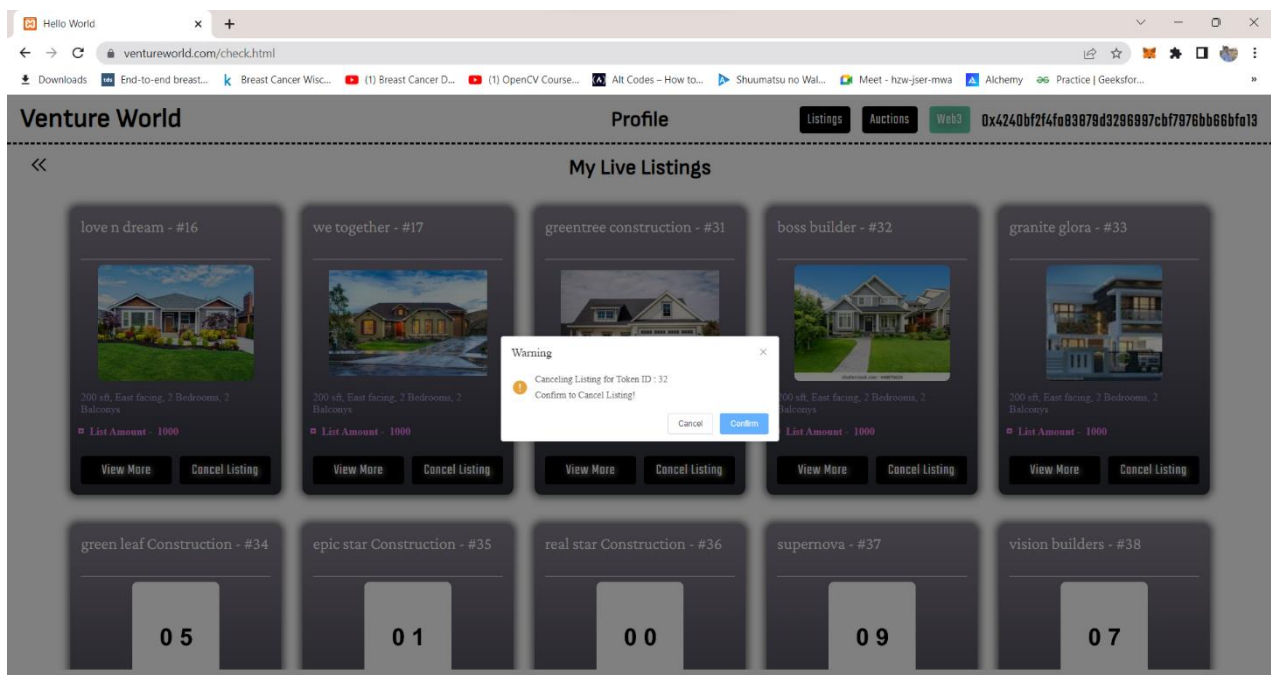 Hello World
ventureworld.com/check.html
Downloads End-to-end breast... Breast Cancer Wisc... (1) Breast Cancer D... (1) OpenCV Course... Alt Codes – How to... Shuumatsu no Wal... Meet - hzw-jser-mwa Alchemy Practice | Geeksfor... »
Venture World Profile Listings Auctions Web3 0x4240bf2f4fa83879d3296997cbf7976bb66bfa13
My Live Listings
love n dream - #16 we together - #17 greentree construction - #31 boss builder - #32 granite glora - #33
Warning
Canceling Listing for Token ID : 32
Confirm to Cancel Listing!
Cancel Confirm
200 sft, East facing, 2 Bedrooms, 2 200 sft, East facing, 2 Bedrooms, 2 200 sft, East facing, 2 Bedrooms, 2 200 sft, East facing, 2 Bedrooms, 2
Balconys Balconys Balconys
List Amount - 1000 List Amount - 1000 List Amount - 1000 List Amount - 1000
View More Cancel Listing View More Cancel Listing View More Cancel Listing View More Cancel Listing View More Cancel Listing
green leaf Construction - #34 epic star Construction - #35 real star Construction - #36 supernova - #37 vision builders - #38
0 5 0 1 0 0 0 9 0 7